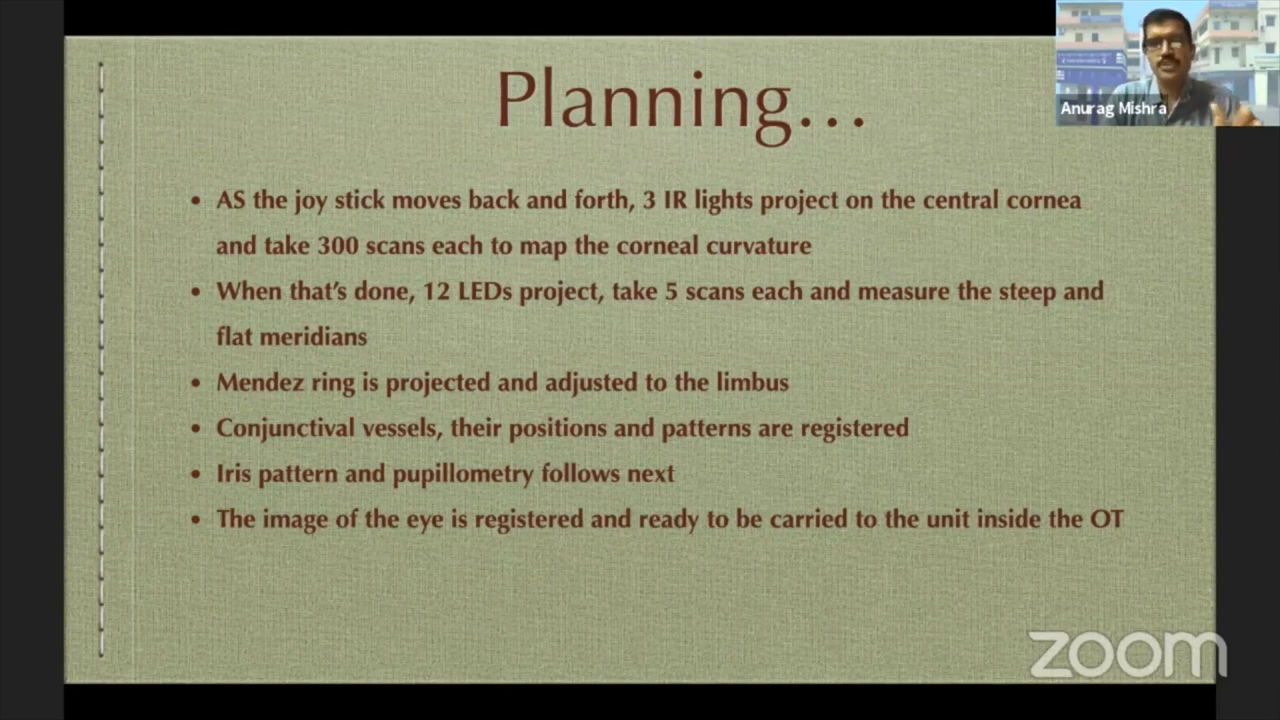 Planning...
Anurag Mishra
• AS the joy stick moves back and forth, 3 IR lights project on the central cornea
and take 300 scans each to map the corneal curvature
• When that's done, 12 LEDs project, take 5 scans each and measure the steep and
flat meridians
• Mendez ring is projected and adjusted to the limbus
• Conjunctival vessels, their positions and patterns are registered
• Iris pattern and pupillometry follows next
• The image of the eye is registered and ready to be carried to the unit inside the OT
zoom